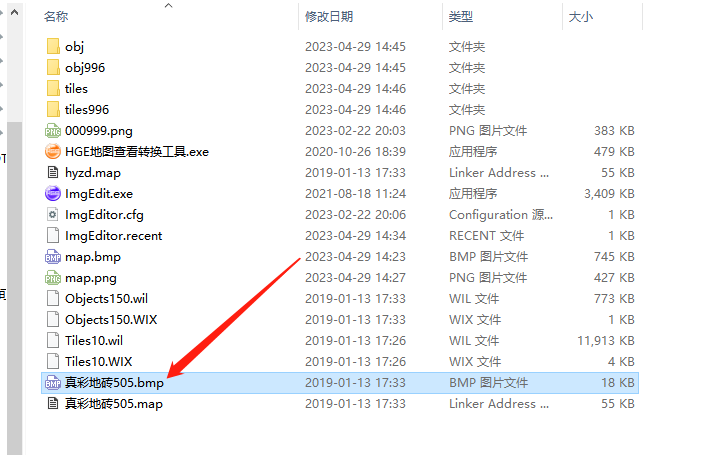 名称 修改日期 类型 大小
obj 2023-04-29 14:45 文件夹
obj996 2023-04-29 14:45 文件夹
tiles 2023-04-29 14:46 文件夹
tiles996 2023-04-29 14:46 文件夹
000999.png 2023-02-22 20:03 PNG 图片文件 383 KB
HGE地图查看转换工具.exe 2020-10-26 18:39 应用程序 479 KB
hyzd.map 2019-01-13 17:33 Linker Address ... 55 KB
ImgEdit.exe 2021-08-18 11:24 应用程序 3,409 KB
ImgEditor.cfg 2023-02-22 20:06 Configuration 源... 1 KB
ImgEditor.recent 2023-04-29 14:34 RECENT 文件 1 KB
map.bmp 2023-04-29 14:23 BMP 图片文件 745 KB
map.png 2023-04-29 14:27 PNG 图片文件 427 KB
Objects150.wil 2019-01-13 17:33 WIL 文件 773 KB
Objects150.WIX 2019-01-13 17:33 WIX 文件 1 KB
Tiles10.wil 2019-01-13 17:26 WIL 文件 11,913 KB
Tiles10.WIX 2019-01-13 17:26 WIX 文件 4 KB
真彩地砖505.bmp 2019-01-13 17:33 BMP 图片文件 18 KB
真彩地砖505.map 2019-01-13 17:33 Linker Address ... 55 KB